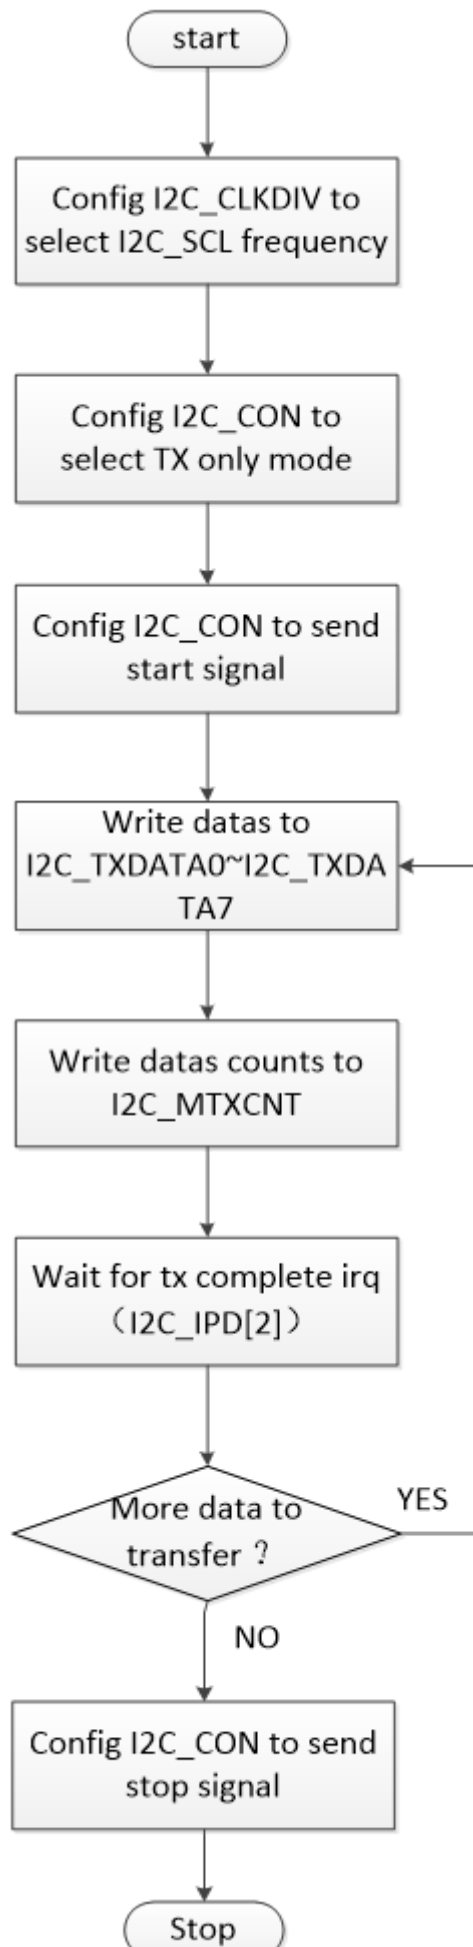 start
Config I2C_CLKDIV to
select I2C_SCL frequency
Config I2C_CON to
select TX only mode
Config I2C_CON to send
start signal
Write datas to
I2C_TXDATA0~I2C_TXDA
TA7
Write datas counts to
I2C_MTXCNT
Wait for tx complete irq
（I2C_IPD[2]）
More data to
transfer ？
YES
NO
Config I2C_CON to send
stop signal
Stop